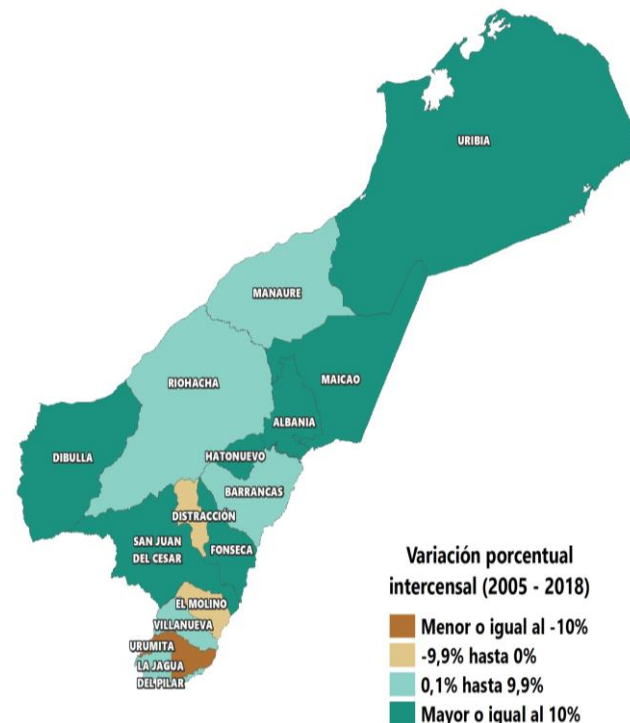 URIBIA
MANAURE
MAICAO
RIOHACHA
ALBANIA
DIBULLA
HATONUEVO
BARRANCAS
DISTRACCIÓN
SAN JUAN
DEL CESAR
FONSECA
EL MOLINO
VILLANUEVA
URUMITA
LA JAGUA
DEL PILAR
Variación porcentual
intercensal (2005 - 2018)
Menor o igual al -10%
-9,9% hasta 0%
0,1% hasta 9,9%
Mayor o igual al 10%